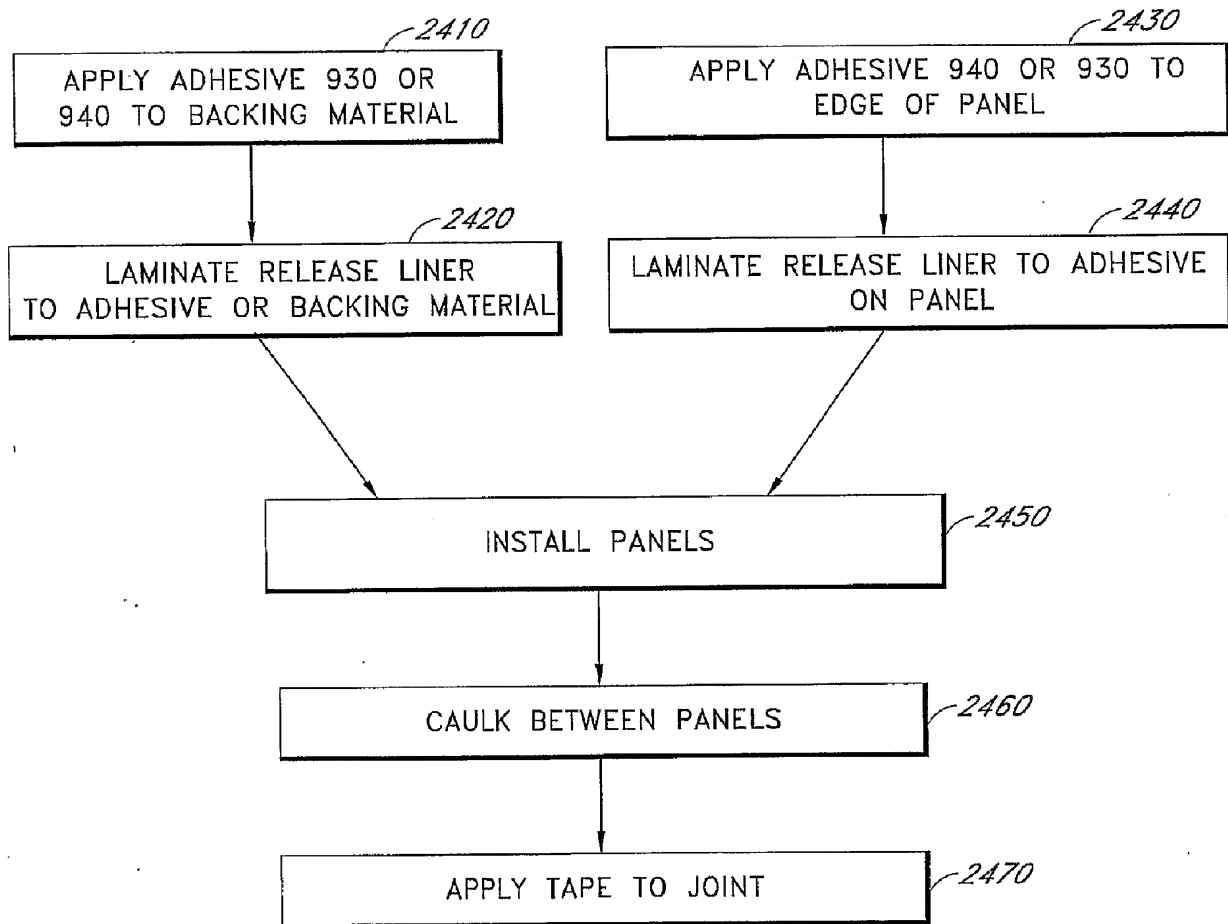 2410
APPLY ADHESIVE 930 OR
940 TO BACKING MATERIAL
2430
APPLY ADHESIVE 940 OR 930 TO
EDGE OF PANEL
2420
LAMINATE RELEASE LINER
TO ADHESIVE OR BACKING MATERIAL
2440
LAMINATE RELEASE LINER TO ADHESIVE
ON PANEL
INSTALL PANELS
2450
CAULK BETWEEN PANELS
2460
APPLY TAPE TO JOINT
2470